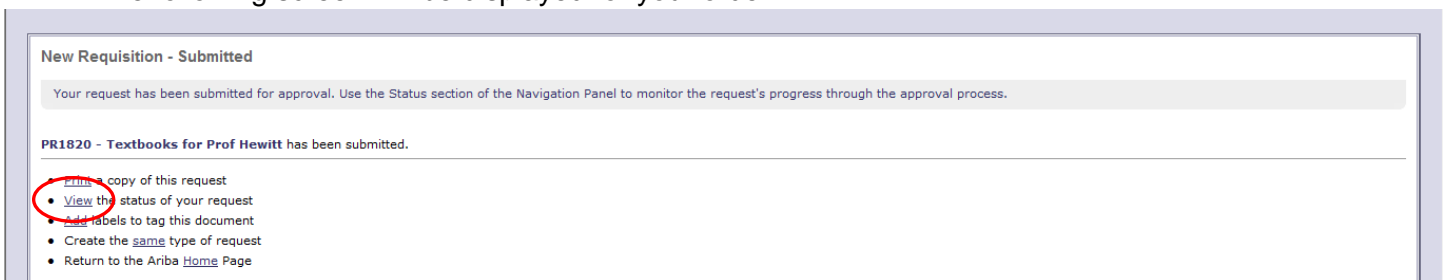 New Requisition - Submitted
Your request has been submitted for approval. Use the Status section of the Navigation Panel to monitor the request's progress through the approval process.
PR1820 - Textbooks for Prof Hewitt has been submitted.
• Print a copy of this request
• View the status of your request
• Add labels to tag this document
• Create the same type of request
• Return to the Ariba Home Page